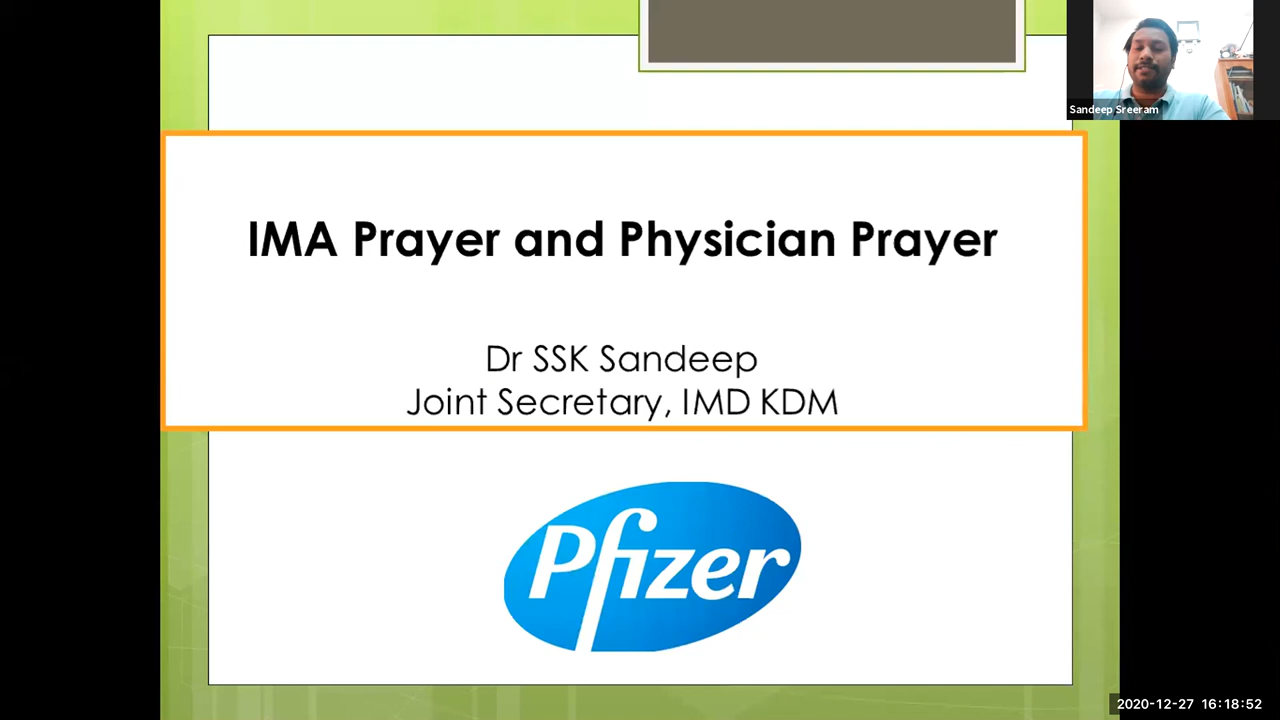 Sandeep Sreeram
IMA Prayer and Physician Prayer
Dr SSK Sandeep
Joint Secretary, IMD KDM
Pfizer
2020-12-27 16:18:52